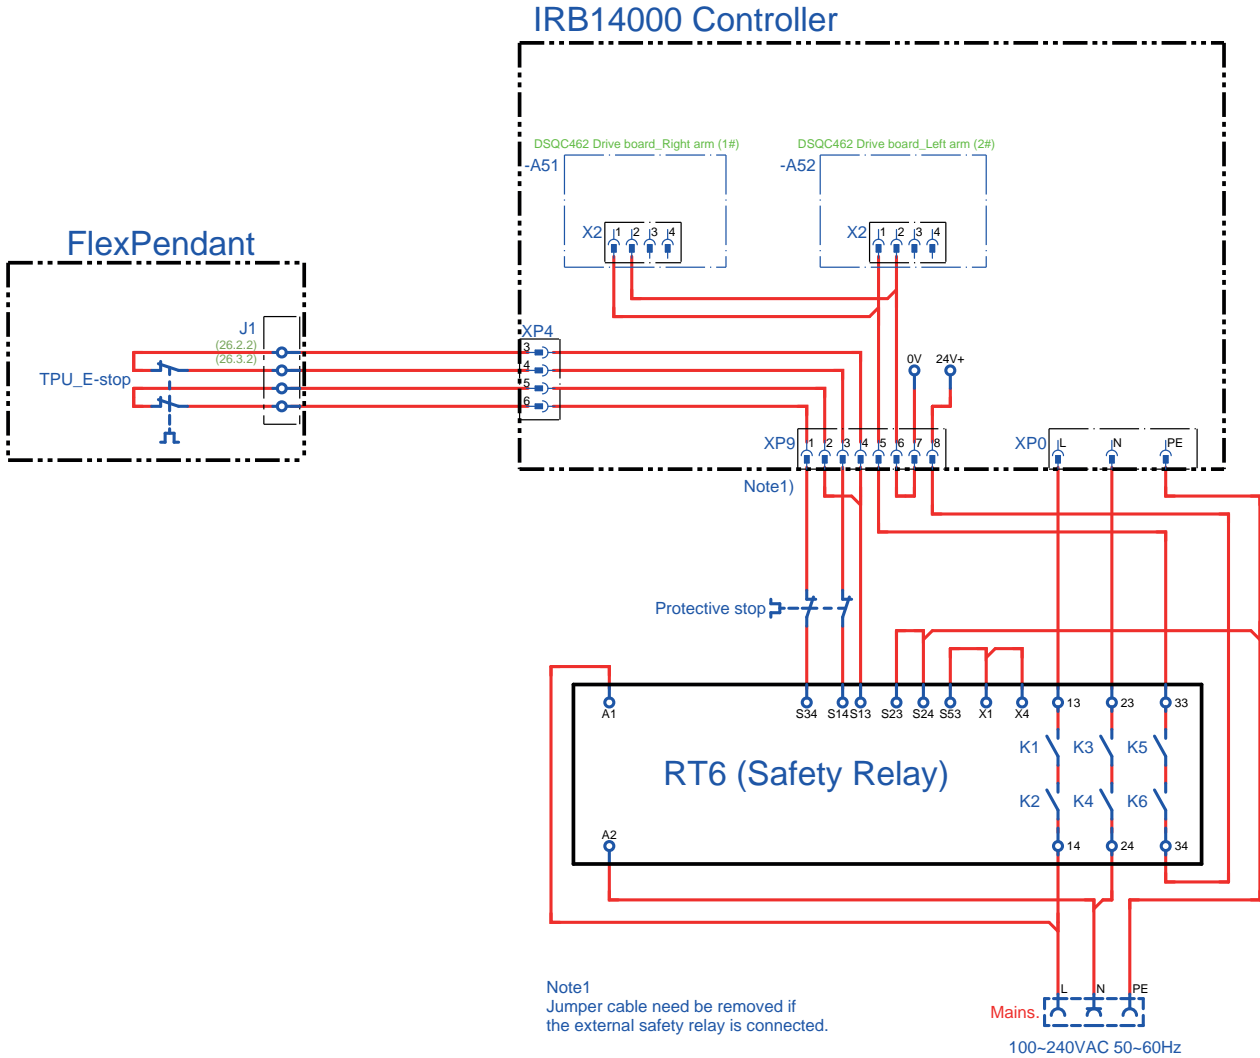 IRB14000 Controller
DSQC462 Drive board_Right arm (1#)
DSQC462 Drive board_Left arm (2#)
-A51
-A52
X2
1 2 3 4
X2
1 2 3 4
FlexPendant
J1
(26.2.2)
(26.3.2)
TPU_E-stop
XP4
3
4
5
6
0V
24V+
XP9
1 2 3 4 5 6 7 8
XP0
L N PE
Note1)
Protective stop
A1
S34 S14 S13 S23 S24 S53 X1 X4
13 23 33
K1 K3 K5
RT6 (Safety Relay)
K2 K4 K6
A2
14 24 34
Note1
Jumper cable need be removed if
the external safety relay is connected.
L N PE
Mains.
100~240VAC 50~60Hz